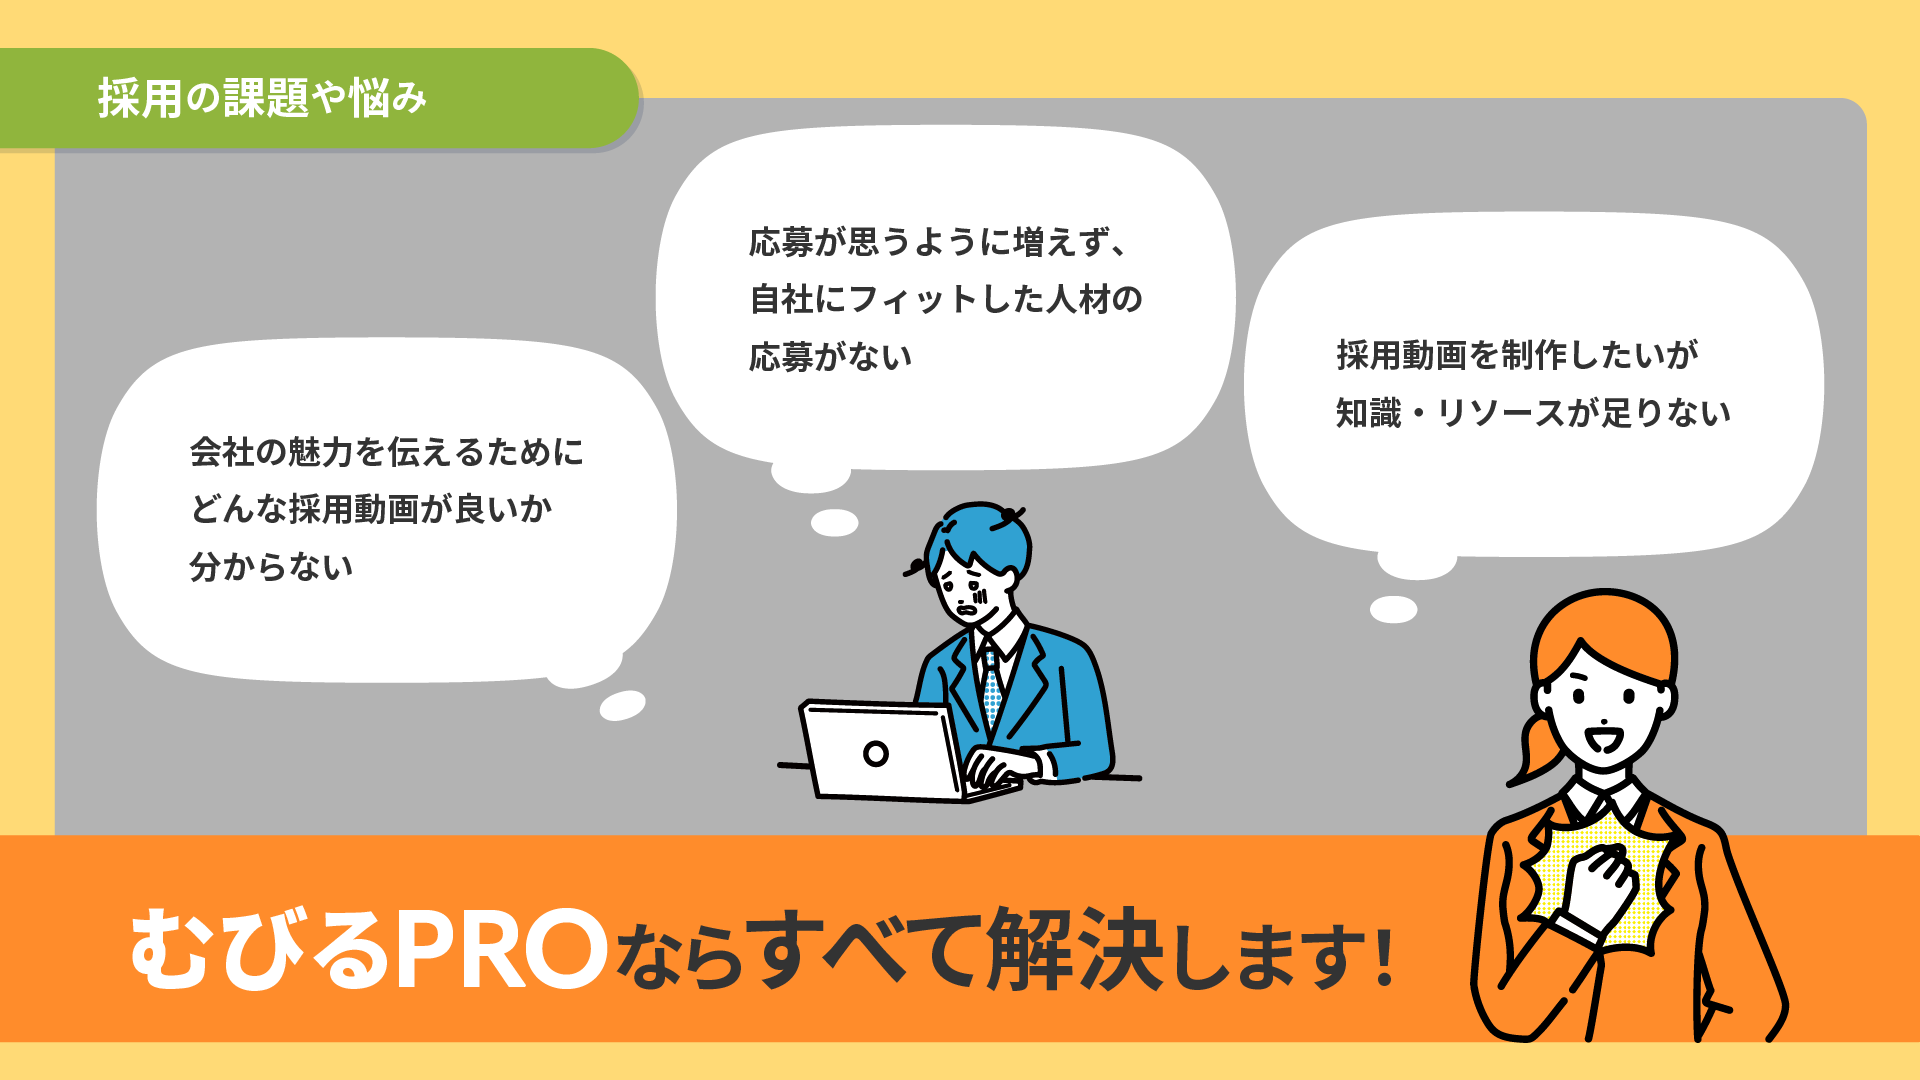 採用の課題や悩み
会社の魅力を伝えるために
どんな採用動画が良いか
分からない
応募が思うように増えず、
自社にフィットした人材の
応募がない
採用動画を制作したいが
知識・リソースが足りない
むびるPROならすべて解決します!